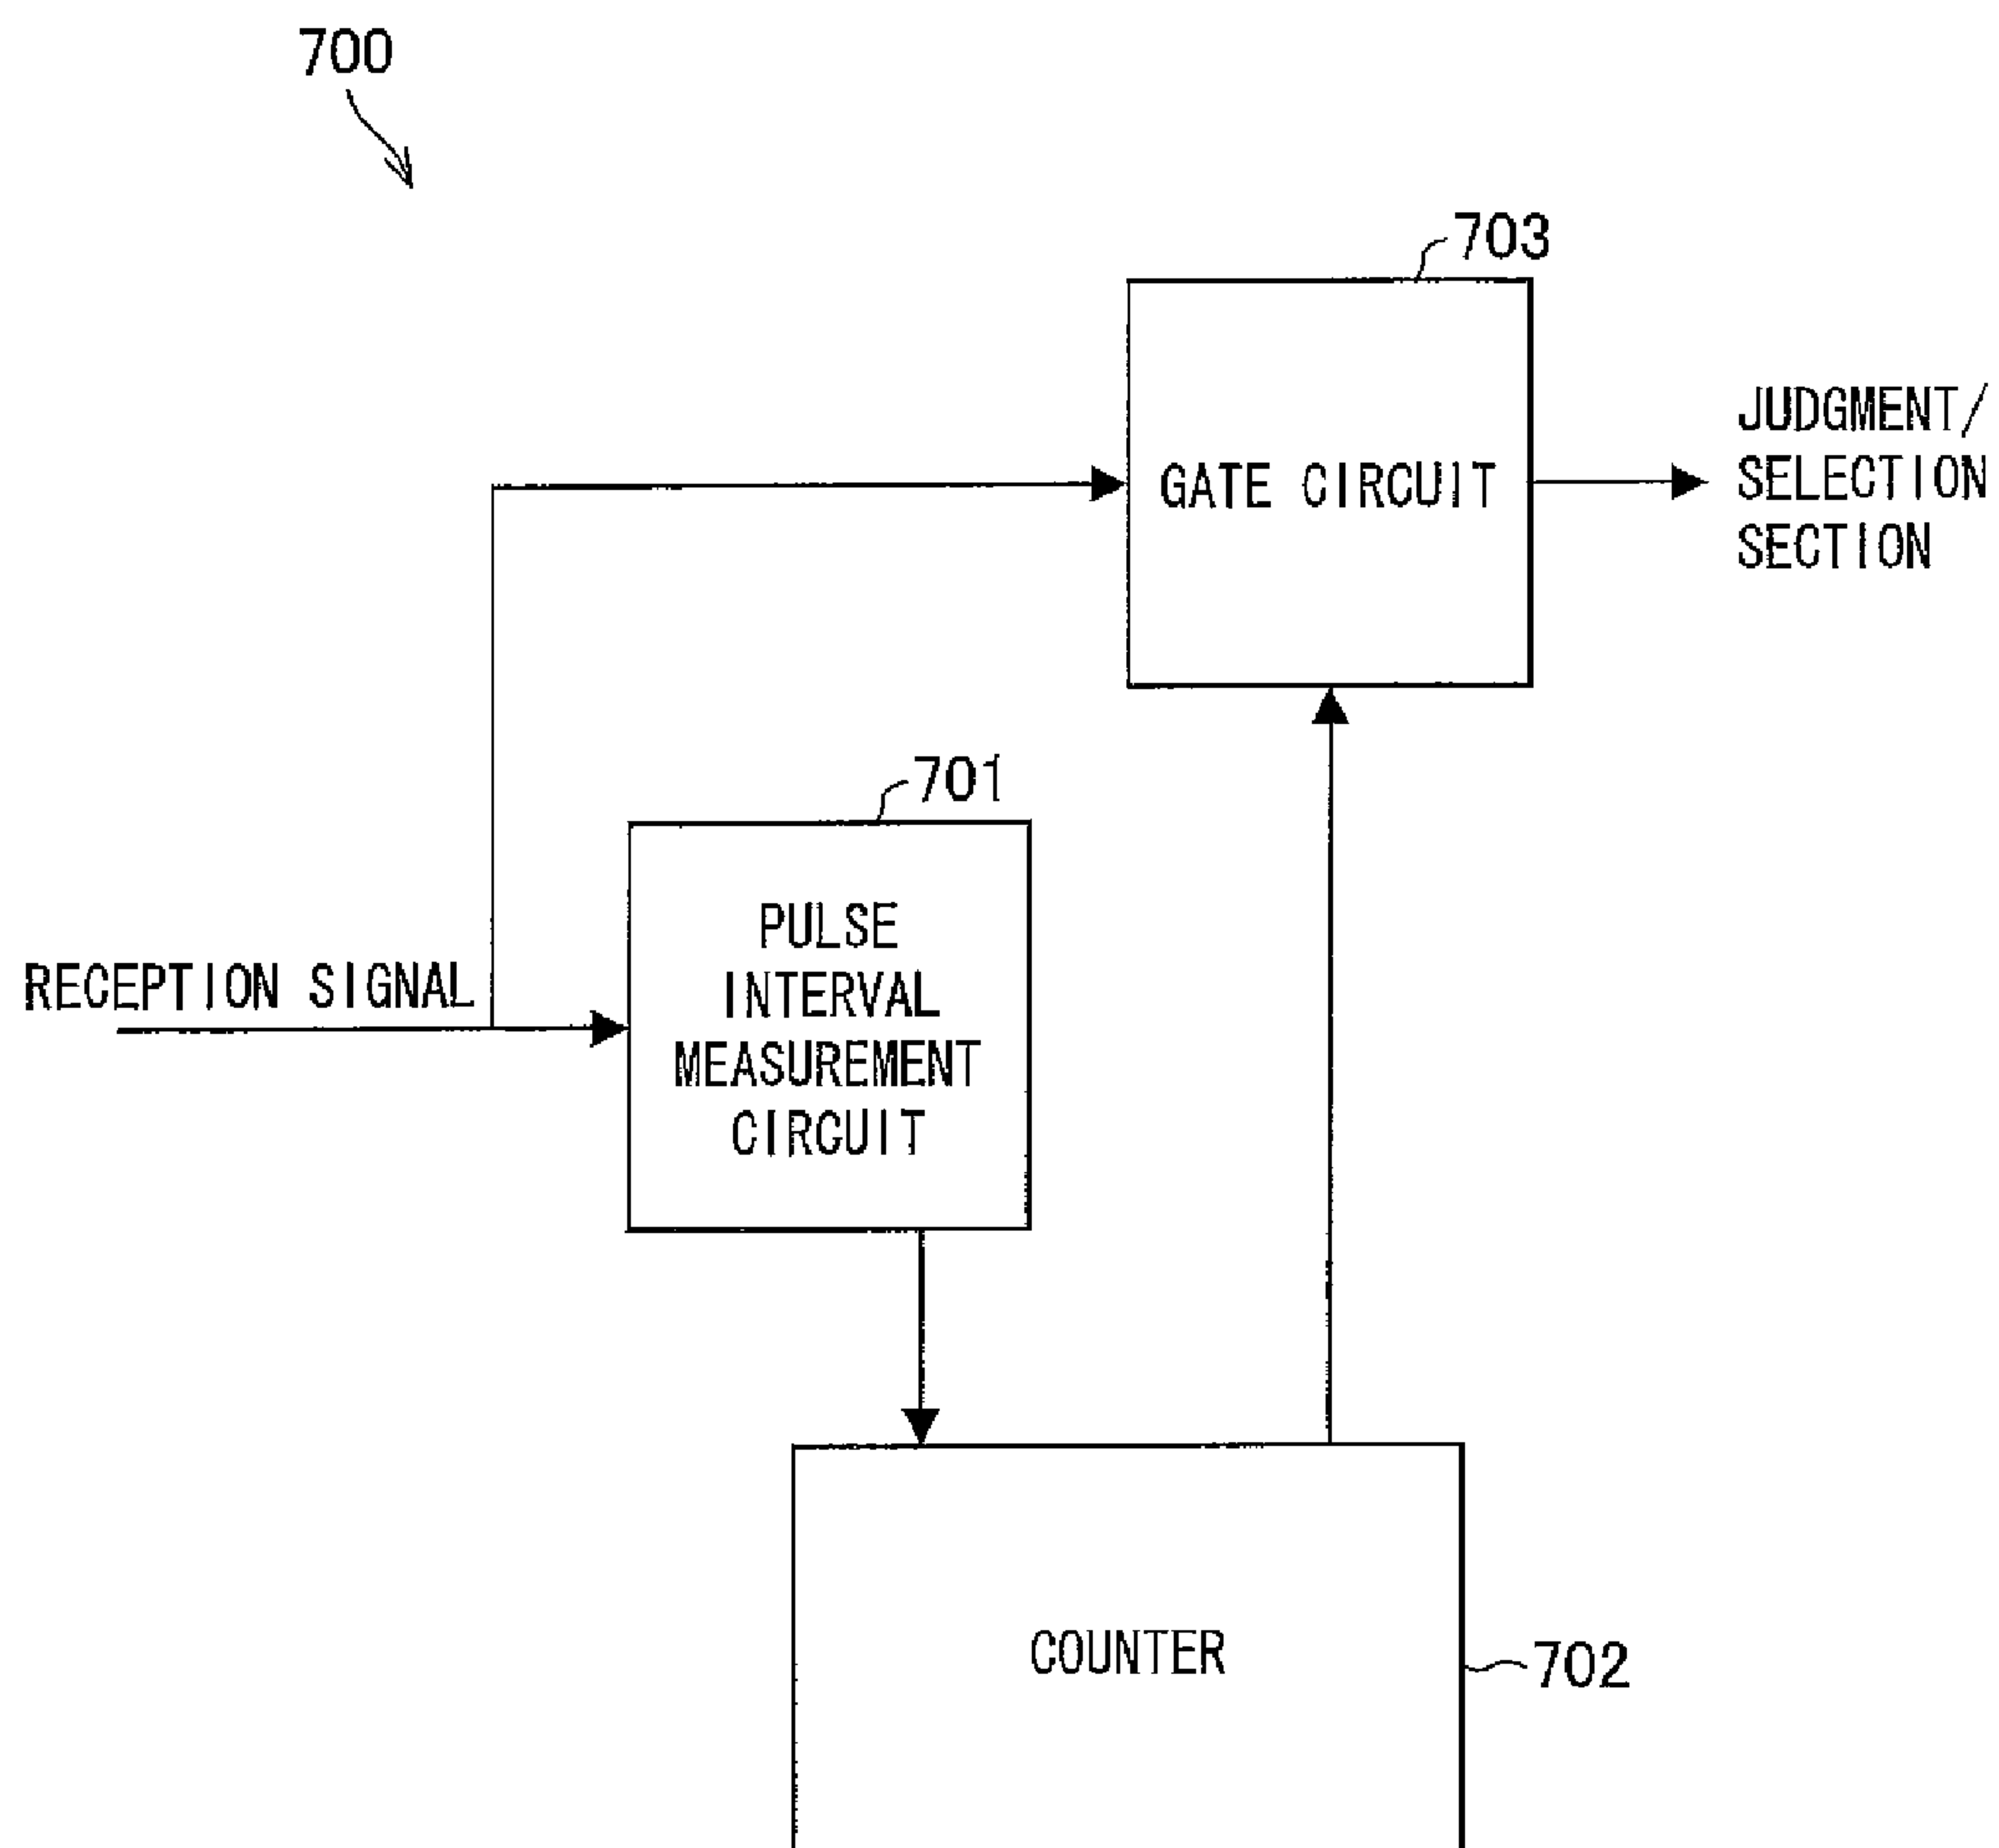 700
703
JUDGMENT/
SELECTION
SECTION
GATE CIRCUIT
701
PULSE
INTERVAL
MEASUREMENT
CIRCUIT
RECEPTION SIGNAL
COUNTER
702